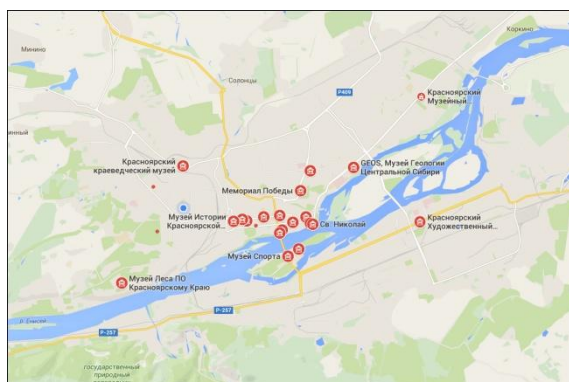 Коркино
Минино
Солонцы
Р409
Красноярский
Музейный ...
Красноярский
краеведческий музей
GEOS, Музей Геологии
Центральной Сибири
Мемориал Победы
Музей Истории
Красноярской...
Св. Николай
Красноярский
Художественный...
Музей Спорта
Музей Леса ПО
Красноярскому Краю
Р-257
р. Енисей
Р-257
государственный
природный